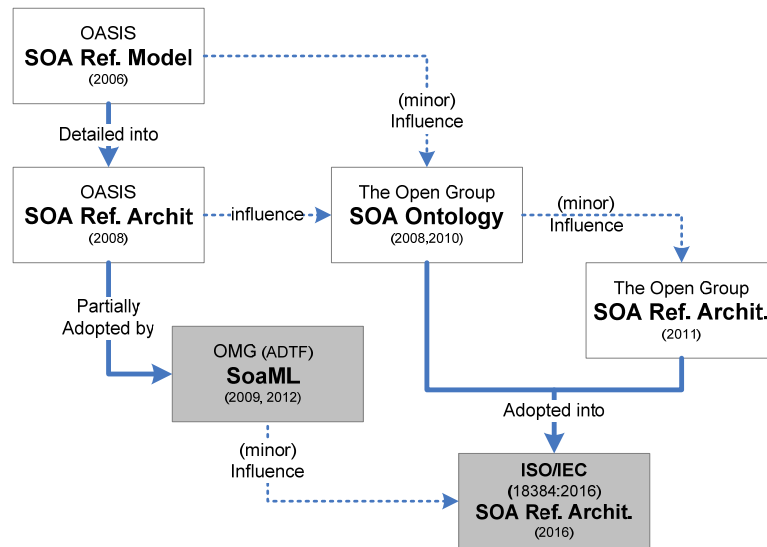 OASIS
SOA Ref. Model
(2006)
(minor)
Influence
Detailed into
OASIS
SOA Ref. Archit
(2008)
influence
The Open Group
SOA Ontology
(2008,2010)
(minor)
Influence
The Open Group
SOA Ref. Archit.
(2011)
Partially
Adopted by
OMG (ADTF)
SoaML
(2009, 2012)
Adopted into
(minor)
Influence
ISO/IEC
(18384:2016)
SOA Ref. Archit.
(2016)